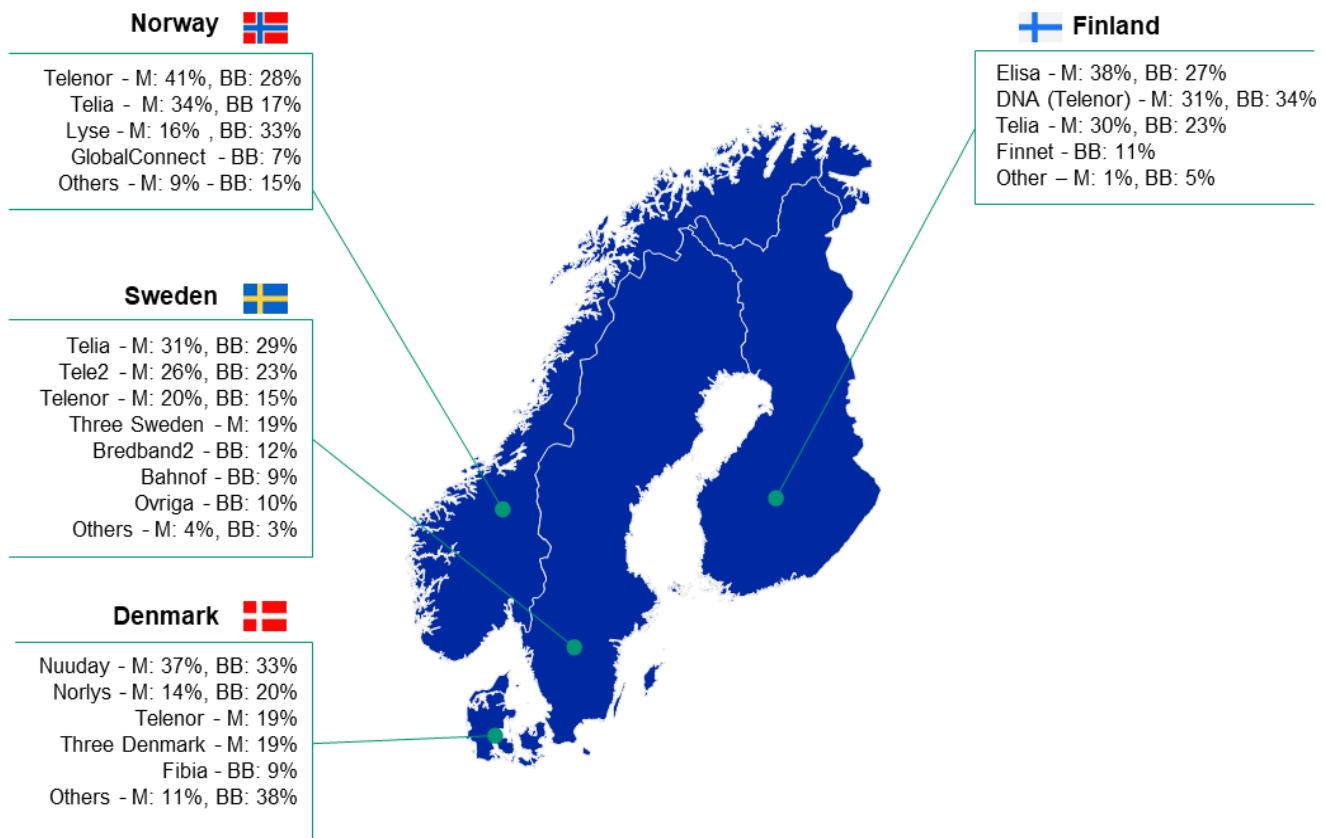 Norway
Telenor - M: 41%, BB: 28%
Telia - M: 34%, BB 17%
Lyse - M: 16% , BB: 33%
GlobalConnect - BB: 7%
Others - M: 9% - BB: 15%
Finland
Elisa - M: 38%, BB: 27%
DNA (Telenor) - M: 31%, BB: 34%
Telia - M: 30%, BB: 23%
Finnet - BB: 11%
Other – M: 1%, BB: 5%
Sweden
Telia - M: 31%, BB: 29%
Tele2 - M: 26%, BB: 23%
Telenor - M: 20%, BB: 15%
Three Sweden - M: 19%
Bredband2 - BB: 12%
Bahnof - BB: 9%
Ovriga - BB: 10%
Others - M: 4%, BB: 3%
Denmark
Nuuday - M: 37%, BB: 33%
Norlys - M: 14%, BB: 20%
Telenor - M: 19%
Three Denmark - M: 19%
Fibia - BB: 9%
Others - M: 11%, BB: 38%